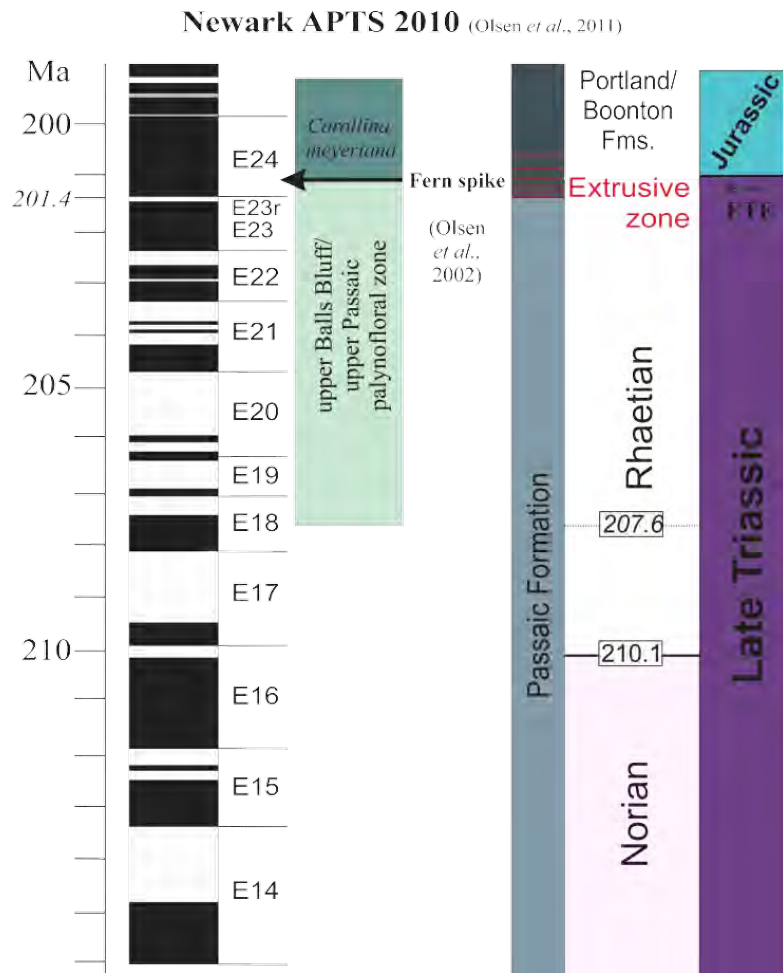 Newark APTS 2010 (Olsen et al., 2011)
Ma
200
201.4
205
210
E24
E23r
E23
E22
E21
E20
E19
E18
E17
E16
E15
E14
Corollina
meyeriana
upper Balls Bluff/
upper Passaic
palynofloral zone
Fern spike
(Olsen
et al.,
2002)
Passaic Formation
Portland/
Boonton
Fms.
Extrusive
zone
Rhaetian
207.6
210.1
Norian
Jurassic
ETE
Late Triassic